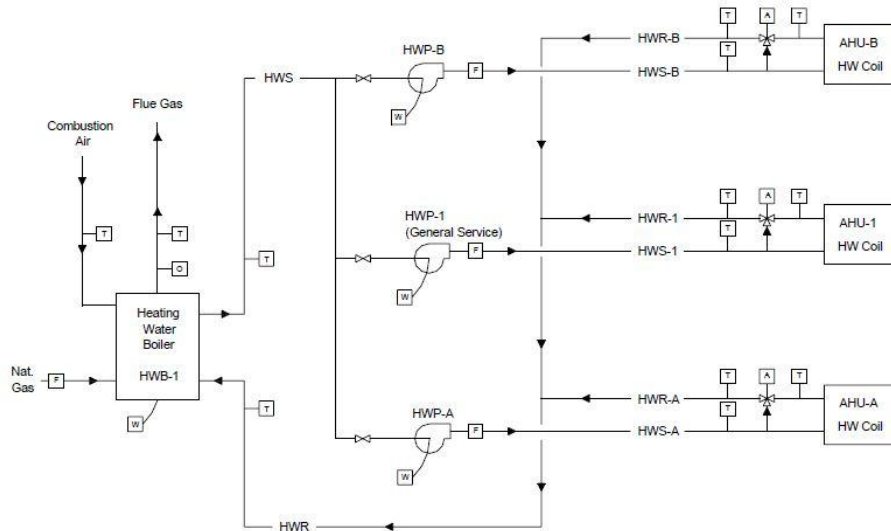 T
A
T
HWP-B
HWR-B
AHU-B
HW Coil
T
HWS
F
HWS-B
Flue Gas
W
Combustion
Air
T
A
T
HWP-1
(General Service)
HWR-1
AHU-1
HW Coil
T
T
T
F
HWS-1
T
O
W
Heating
Water
Boiler
HWB-1
Nat.
Gas
F
T
A
T
HWR-A
AHU-A
HW Coil
T
T
HWP-A
F
HWS-A
W
W
HWR